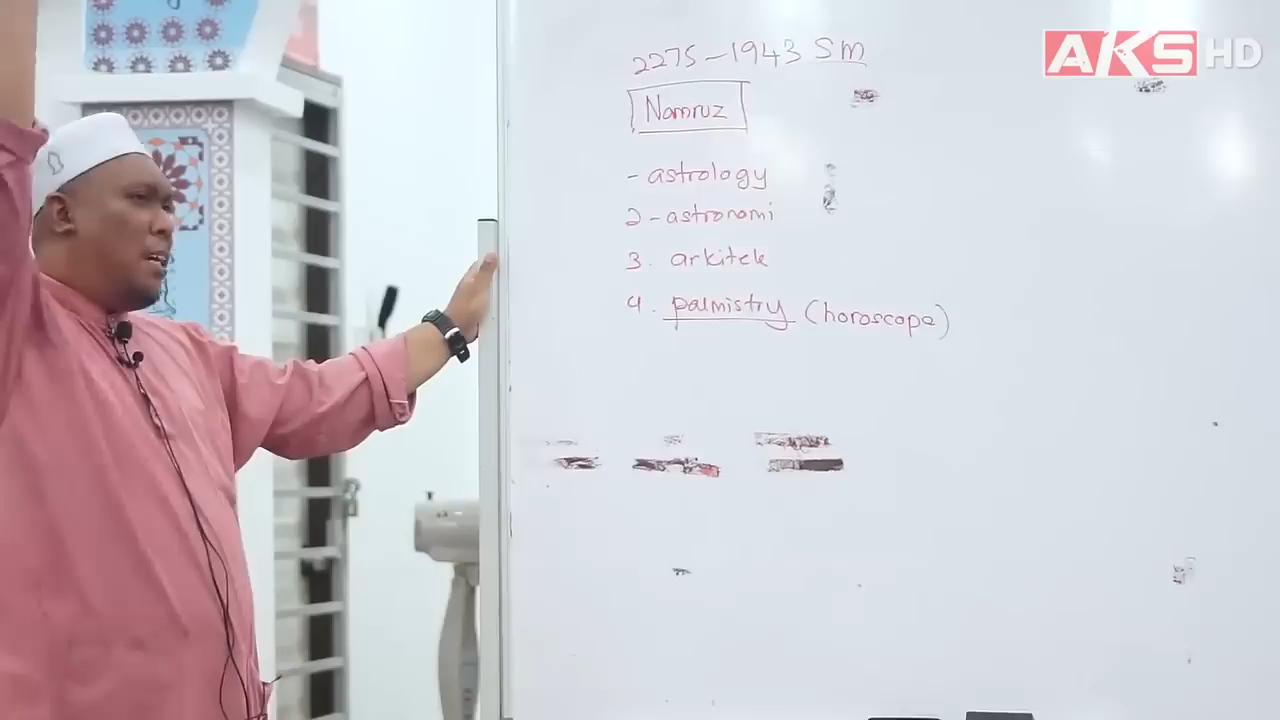 AKS HD
2275-1943 SM
Namruz
- astrology
2- astronomi
3. arkitek
4. palmistry (horoscope)